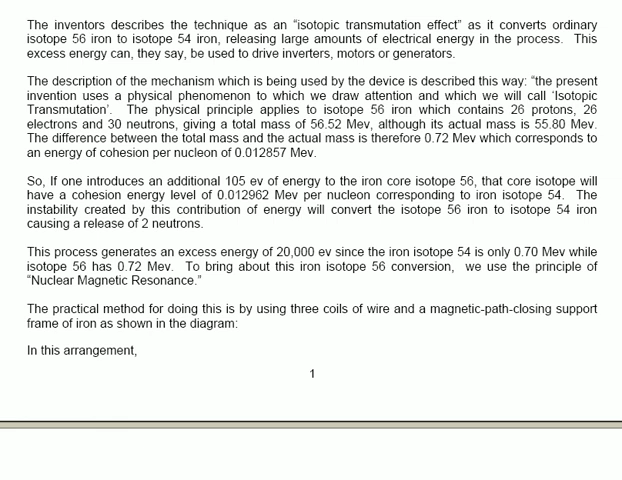 The inventors describes the technique as an “isotopic transmutation effect” as it converts ordinary
isotope 56 iron to isotope 54 iron, releasing large amounts of electrical energy in the process.  This
excess energy can, they say, be used to drive inverters, motors or generators.
The description of the mechanism which is being used by the device is described this way: “the present
invention uses a physical phenomenon to which we draw attention and which we will call ‘Isotopic
Transmutation’.  The physical principle applies to isotope 56 iron which contains 26 protons, 26
electrons and 30 neutrons, giving a total mass of 56.52 Mev, although its actual mass is 55.80 Mev.
The difference between the total mass and the actual mass is therefore 0.72 Mev which corresponds to
an energy of cohesion per nucleon of 0.012857 Mev.
So, If one introduces an additional 105 ev of energy to the iron core isotope 56, that core isotope will
have a cohesion energy level of 0.012962 Mev per nucleon corresponding to iron isotope 54.  The
instability created by this contribution of energy will convert the isotope 56 iron to isotope 54 iron
causing a release of 2 neutrons.
This process generates an excess energy of 20,000 ev since the iron isotope 54 is only 0.70 Mev while
isotope 56 has 0.72 Mev.  To bring about this iron isotope 56 conversion,  we use the principle of
“Nuclear Magnetic Resonance.”
The practical method for doing this is by using three coils of wire and a magnetic-path-closing support
frame of iron as shown in the diagram:
In this arrangement,
1